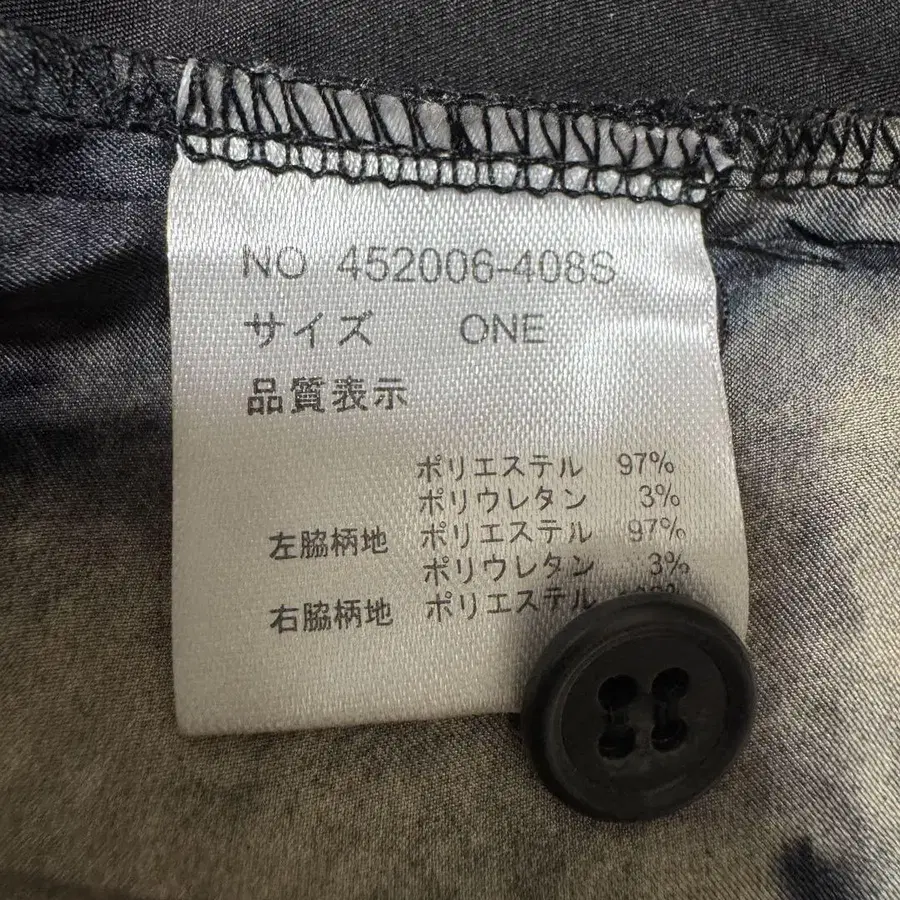 NO 452006-408S
サイズ ONE
品質表示
ポリエステル 97%
ポリウレタン 3%
左脇柄地 ポリエステル 97%
ポリウレタン 3%
右脇柄地 ポリエステル